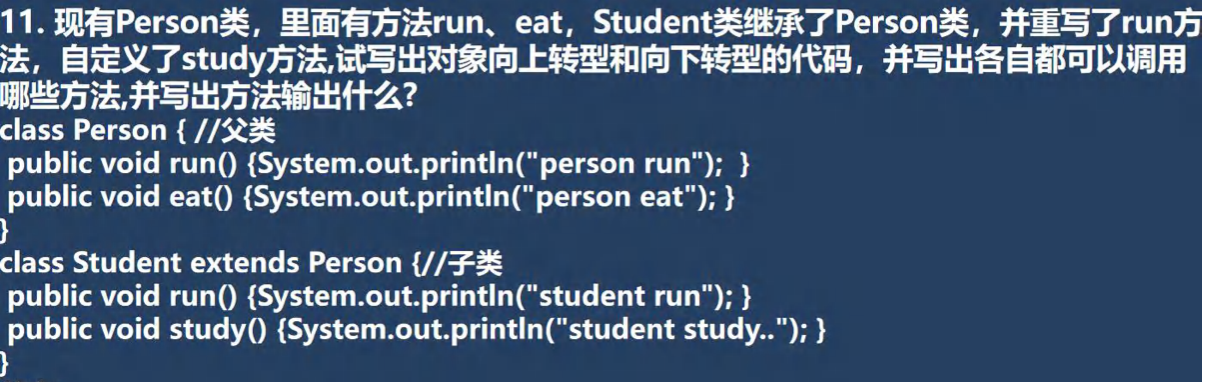 11. 现有Person类，里面有方法run、eat，Student类继承了Person类，并重写了run方
法，自定义了study方法,试写出对象向上转型和向下转型的代码，并写出各自都可以调用
哪些方法,并写出方法输出什么?
class Person { //父类
public void run() {System.out.println("person run"); }
public void eat() {System.out.println("person eat"); }
}
class Student extends Person {//子类
public void run() {System.out.println("student run"); }
public void study() {System.out.println("student study.."); }
}